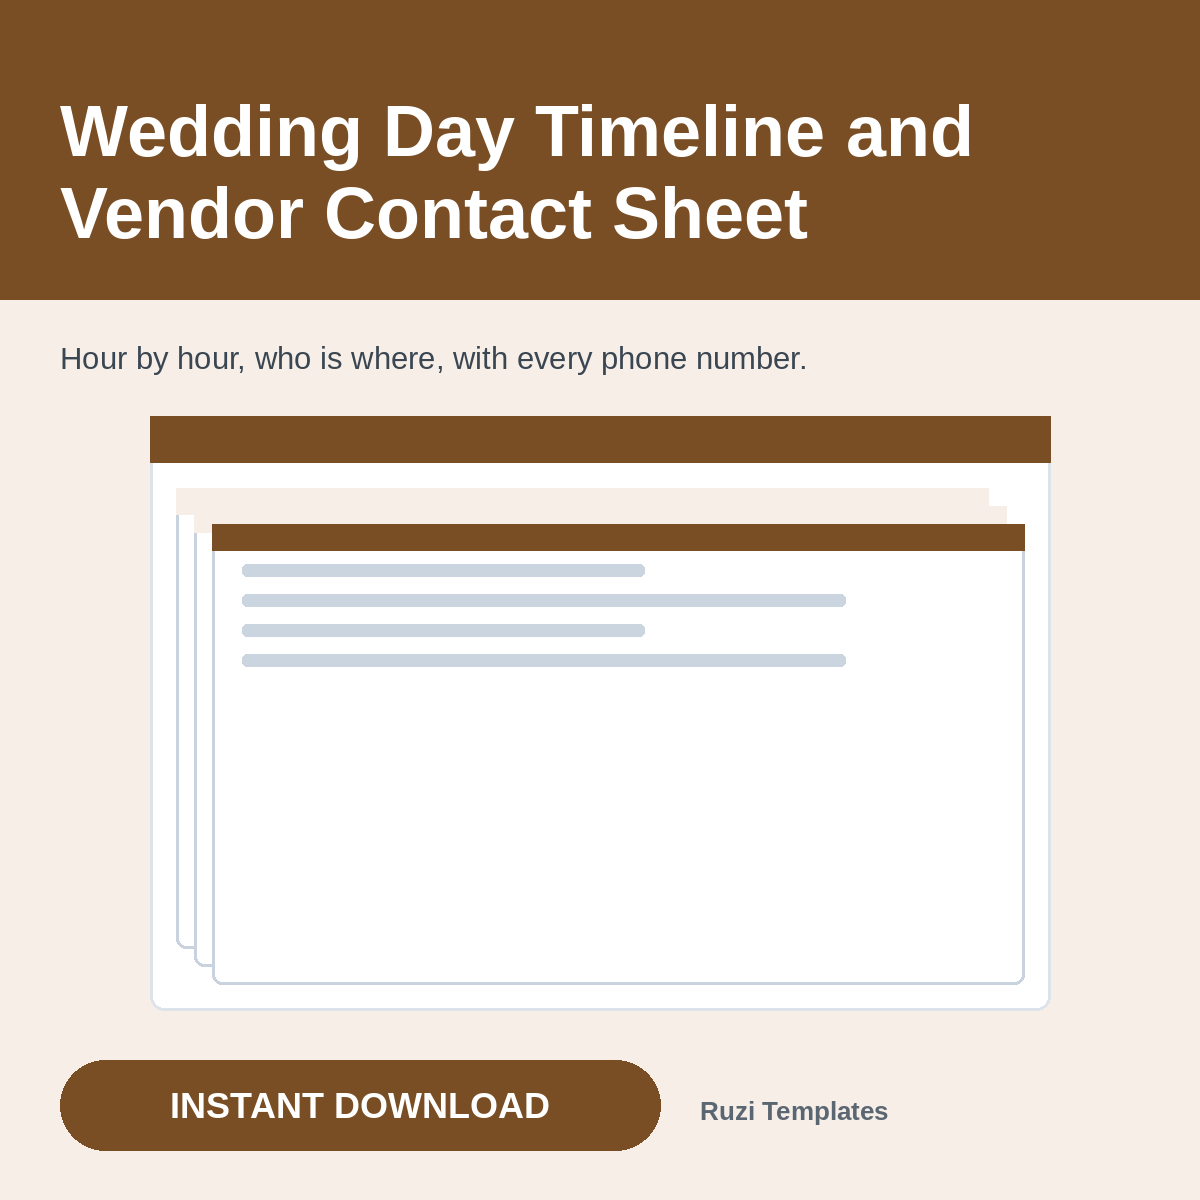 Wedding Day Timeline and
Vendor Contact Sheet
Hour by hour, who is where, with every phone number.
INSTANT DOWNLOAD
Ruzi Templates